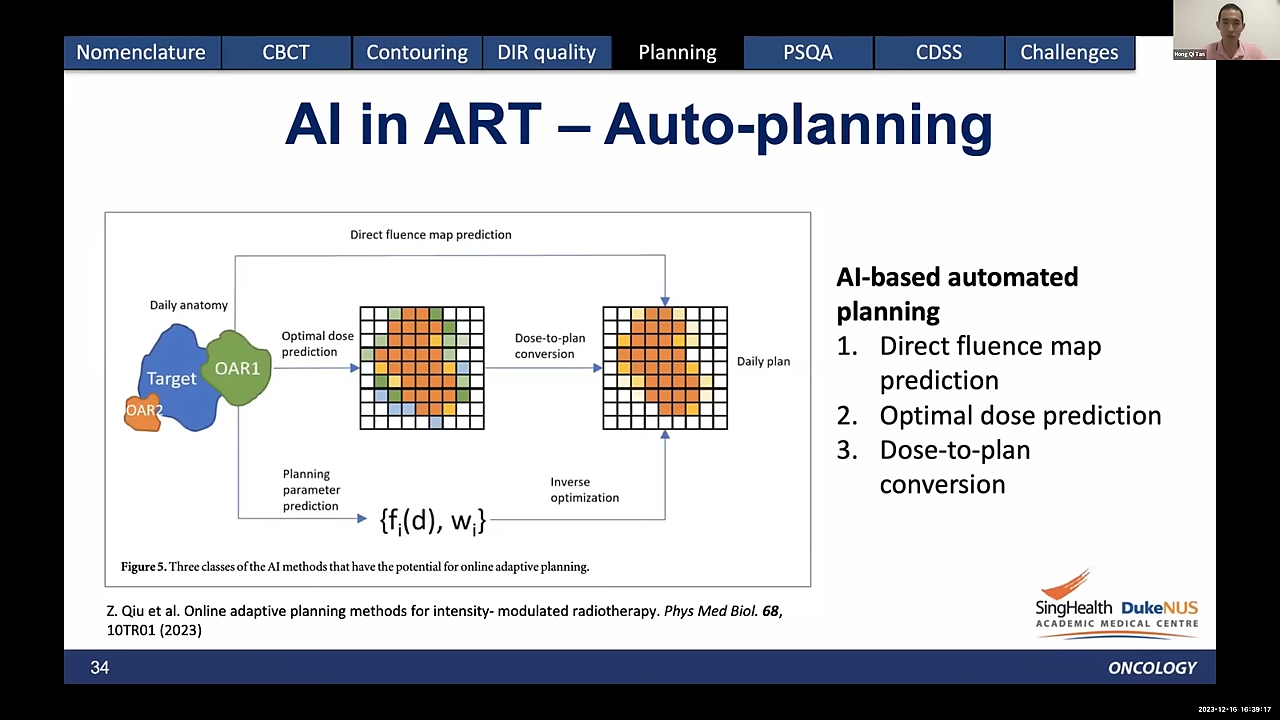 Nomenclature CBCT Contouring DIR quality Planning PSQA CDSS Challenges
Hong Qi Tan
AI in ART – Auto-planning
Direct fluence map prediction
Daily anatomy
Target
OAR1
OAR2
Optimal dose
prediction
Dose-to-plan
conversion
Daily plan
Planning
parameter
prediction
{fi(d), wi}
Inverse
optimization
Figure 5. Three classes of the AI methods that have the potential for online adaptive planning.
AI-based automated
planning
1. Direct fluence map
prediction
2. Optimal dose prediction
3. Dose-to-plan
conversion
Z. Qiu et al. Online adaptive planning methods for intensity- modulated radiotherapy. Phys Med Biol. 68,
10TR01 (2023)
SingHealth DukeNUS
ACADEMIC MEDICAL CENTRE
34
ONCOLOGY
2023-12-16 16:39:17